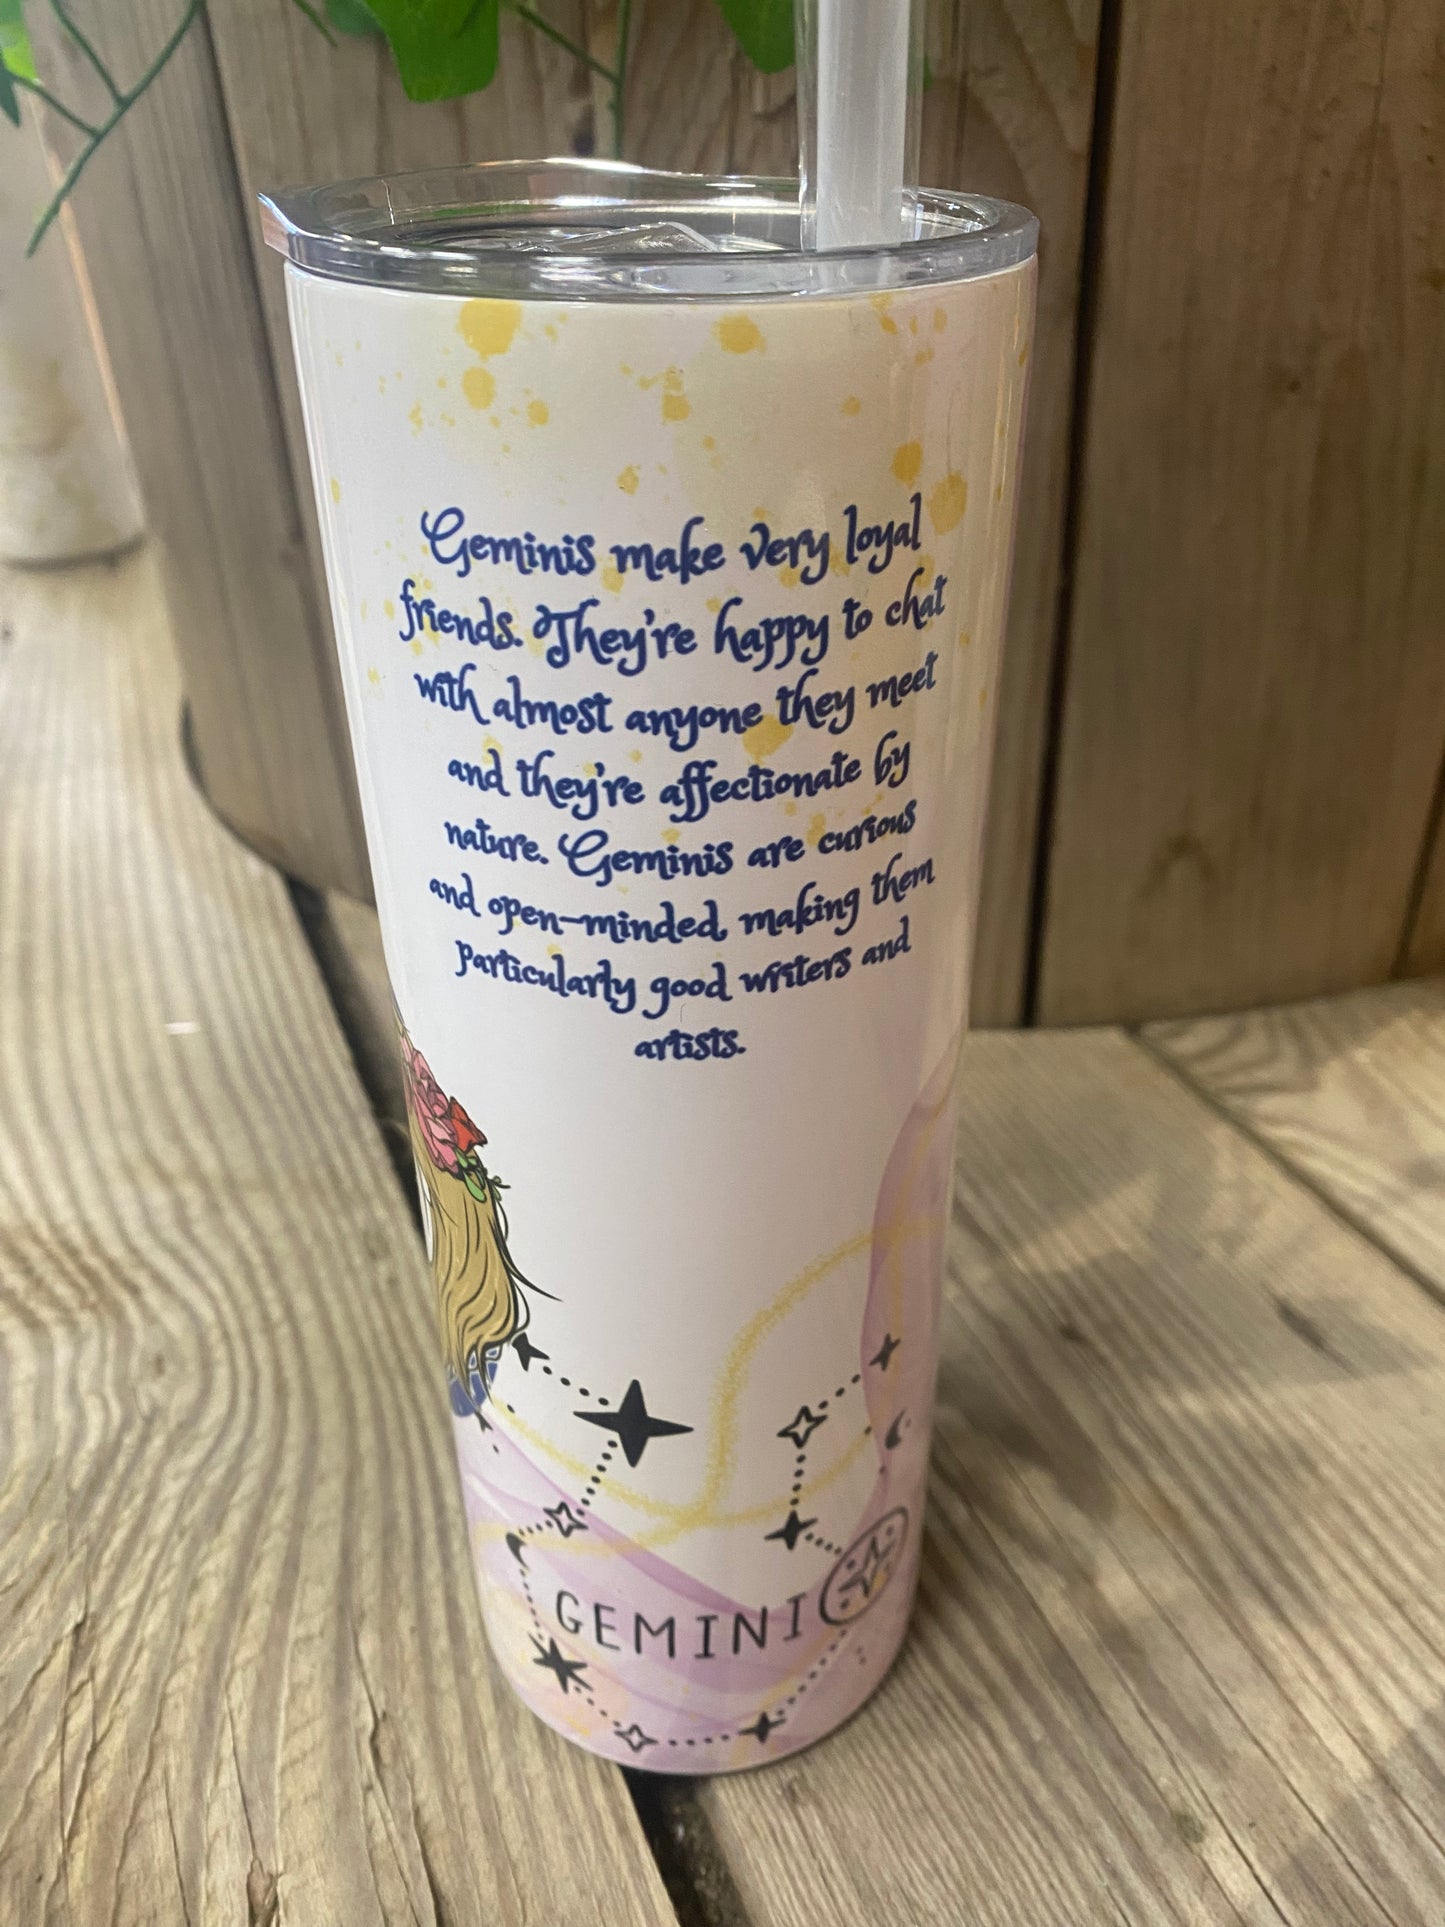 Geminis make very loyal
friends. They're happy to chat
with almost anyone they meet
and they're affectionate by
nature. Geminis are curious
and open-minded, making them
particularly good writers and
artists.
GEMINI